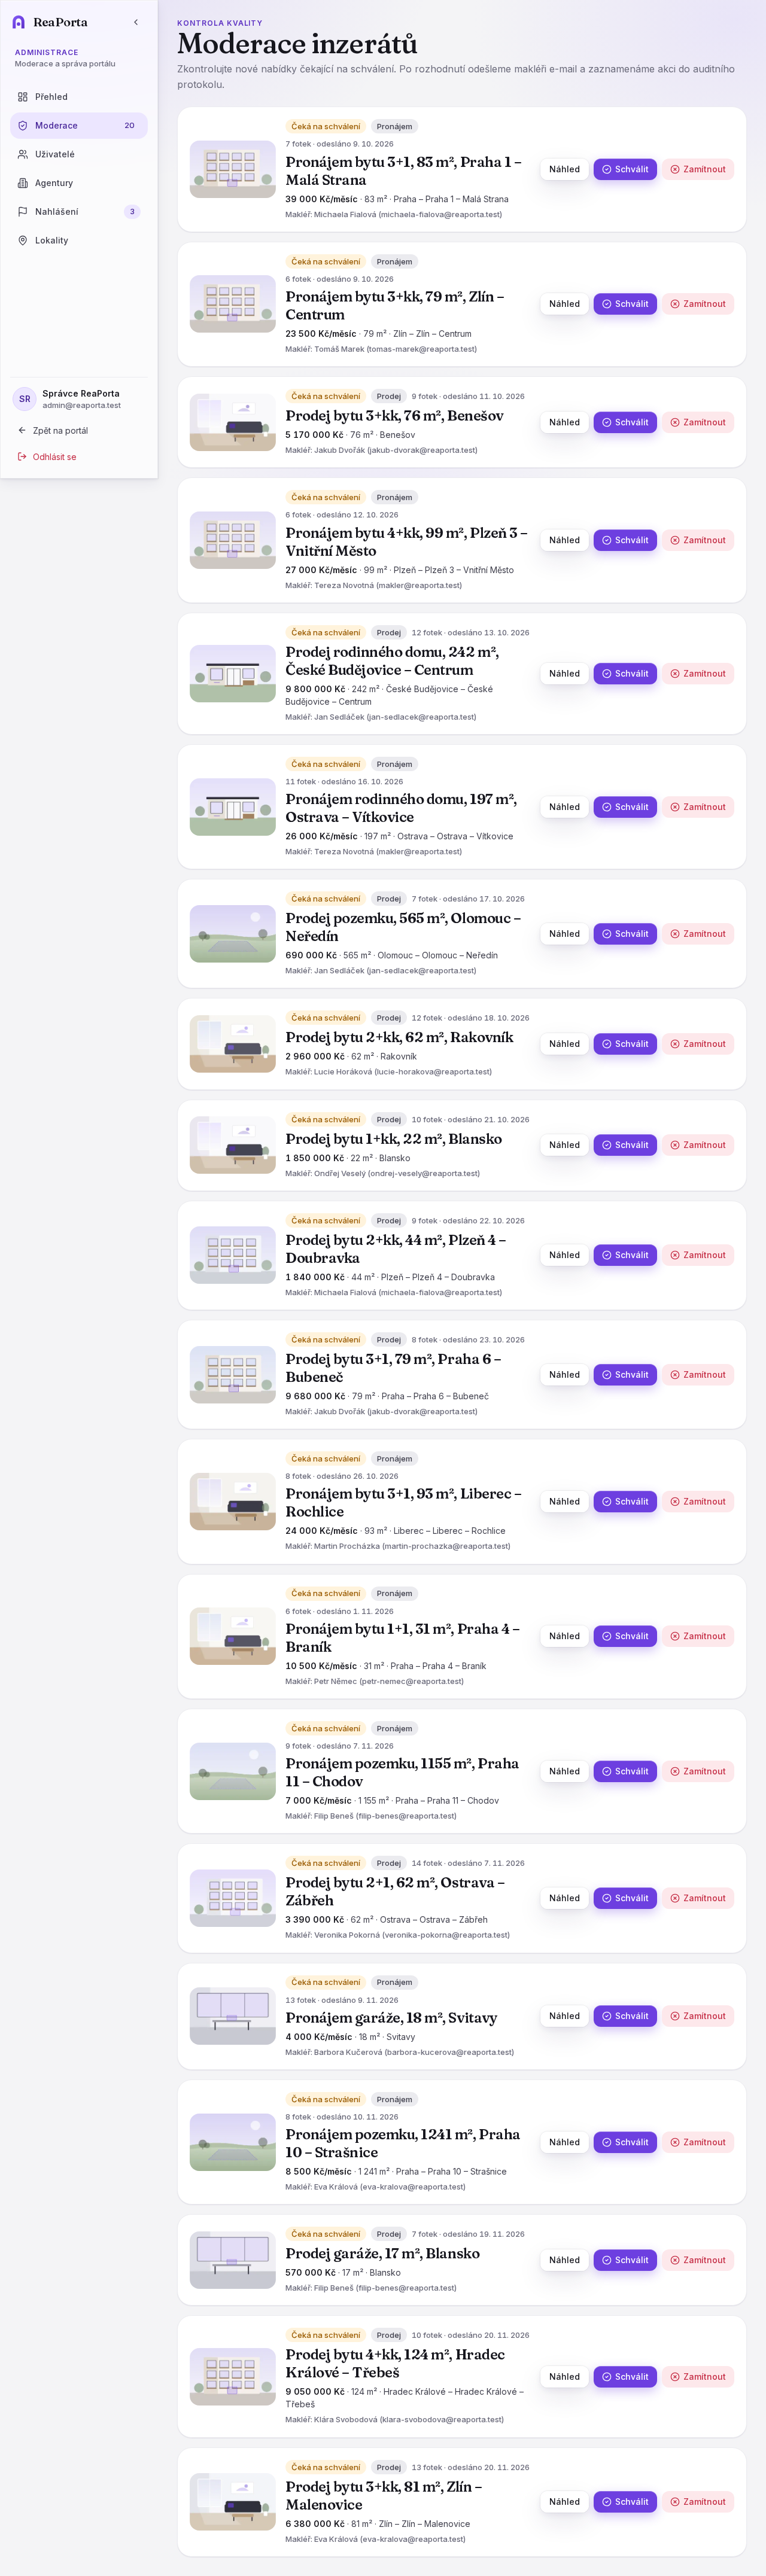 ReaPorta
ADMINISTRACE
Moderace a správa portálu
Přehled
Moderace 20
Uživatelé
Agentury
Nahlášení 3
Lokality
SR
Správce ReaPorta
admin@reaporta.test
Zpět na portál
Odhlásit se
KONTROLA KVALITY
Moderace inzerátů
Zkontrolujte nové nabídky čekající na schválení. Po rozhodnutí odešleme makléři e-mail a zaznamenáme akci do auditního
protokolu.
Čeká na schválení Pronájem
7 fotek · odesláno 9. 10. 2026
Pronájem bytu 3+1, 83 m², Praha 1 –
Malá Strana
39 000 Kč/měsíc · 83 m² · Praha – Praha 1 – Malá Strana
Makléř: Michaela Fialová (michaela-fialova@reaporta.test)
Náhled Schválit Zamítnout
Čeká na schválení Pronájem
6 fotek · odesláno 9. 10. 2026
Pronájem bytu 3+kk, 79 m², Zlín –
Centrum
23 500 Kč/měsíc · 79 m² · Zlín – Zlín – Centrum
Makléř: Tomáš Marek (tomas-marek@reaporta.test)
Náhled Schválit Zamítnout
Čeká na schválení Prodej 9 fotek · odesláno 11. 10. 2026
Prodej bytu 3+kk, 76 m², Benešov
5 170 000 Kč · 76 m² · Benešov
Makléř: Jakub Dvořák (jakub-dvorak@reaporta.test)
Náhled Schválit Zamítnout
Čeká na schválení Pronájem
6 fotek · odesláno 12. 10. 2026
Pronájem bytu 4+kk, 99 m², Plzeň 3 –
Vnitřní Město
27 000 Kč/měsíc · 99 m² · Plzeň – Plzeň 3 – Vnitřní Město
Makléř: Tereza Novotná (makler@reaporta.test)
Náhled Schválit Zamítnout
Čeká na schválení Prodej 12 fotek · odesláno 13. 10. 2026
Prodej rodinného domu, 242 m²,
České Budějovice – Centrum
9 800 000 Kč · 242 m² · České Budějovice – České
Budějovice – Centrum
Makléř: Jan Sedláček (jan-sedlacek@reaporta.test)
Náhled Schválit Zamítnout
Čeká na schválení Pronájem
11 fotek · odesláno 16. 10. 2026
Pronájem rodinného domu, 197 m²,
Ostrava – Vítkovice
26 000 Kč/měsíc · 197 m² · Ostrava – Ostrava – Vítkovice
Makléř: Tereza Novotná (makler@reaporta.test)
Náhled Schválit Zamítnout
Čeká na schválení Prodej 7 fotek · odesláno 17. 10. 2026
Prodej pozemku, 565 m², Olomouc –
Neředín
690 000 Kč · 565 m² · Olomouc – Olomouc – Neředín
Makléř: Jan Sedláček (jan-sedlacek@reaporta.test)
Náhled Schválit Zamítnout
Čeká na schválení Prodej 12 fotek · odesláno 18. 10. 2026
Prodej bytu 2+kk, 62 m², Rakovník
2 960 000 Kč · 62 m² · Rakovník
Makléř: Lucie Horáková (lucie-horakova@reaporta.test)
Náhled Schválit Zamítnout
Čeká na schválení Prodej 10 fotek · odesláno 21. 10. 2026
Prodej bytu 1+kk, 22 m², Blansko
1 850 000 Kč · 22 m² · Blansko
Makléř: Ondřej Veselý (ondrej-vesely@reaporta.test)
Náhled Schválit Zamítnout
Čeká na schválení Prodej 9 fotek · odesláno 22. 10. 2026
Prodej bytu 2+kk, 44 m², Plzeň 4 –
Doubravka
1 840 000 Kč · 44 m² · Plzeň – Plzeň 4 – Doubravka
Makléř: Michaela Fialová (michaela-fialova@reaporta.test)
Náhled Schválit Zamítnout
Čeká na schválení Prodej 8 fotek · odesláno 23. 10. 2026
Prodej bytu 3+1, 79 m², Praha 6 –
Bubeneč
9 680 000 Kč · 79 m² · Praha – Praha 6 – Bubeneč
Makléř: Jakub Dvořák (jakub-dvorak@reaporta.test)
Náhled Schválit Zamítnout
Čeká na schválení Pronájem
8 fotek · odesláno 26. 10. 2026
Pronájem bytu 3+1, 93 m², Liberec –
Rochlice
24 000 Kč/měsíc · 93 m² · Liberec – Liberec – Rochlice
Makléř: Martin Procházka (martin-prochazka@reaporta.test)
Náhled Schválit Zamítnout
Čeká na schválení Pronájem
6 fotek · odesláno 1. 11. 2026
Pronájem bytu 1+1, 31 m², Praha 4 –
Braník
10 500 Kč/měsíc · 31 m² · Praha – Praha 4 – Braník
Makléř: Petr Němec (petr-nemec@reaporta.test)
Náhled Schválit Zamítnout
Čeká na schválení Pronájem
9 fotek · odesláno 7. 11. 2026
Pronájem pozemku, 1155 m², Praha
11 – Chodov
7 000 Kč/měsíc · 1 155 m² · Praha – Praha 11 – Chodov
Makléř: Filip Beneš (filip-benes@reaporta.test)
Náhled Schválit Zamítnout
Čeká na schválení Prodej 14 fotek · odesláno 7. 11. 2026
Prodej bytu 2+1, 62 m², Ostrava –
Zábřeh
3 390 000 Kč · 62 m² · Ostrava – Ostrava – Zábřeh
Makléř: Veronika Pokorná (veronika-pokorna@reaporta.test)
Náhled Schválit Zamítnout
Čeká na schválení Pronájem
13 fotek · odesláno 9. 11. 2026
Pronájem garáže, 18 m², Svitavy
4 000 Kč/měsíc · 18 m² · Svitavy
Makléř: Barbora Kučerová (barbora-kucerova@reaporta.test)
Náhled Schválit Zamítnout
Čeká na schválení Pronájem
8 fotek · odesláno 10. 11. 2026
Pronájem pozemku, 1241 m², Praha
10 – Strašnice
8 500 Kč/měsíc · 1 241 m² · Praha – Praha 10 – Strašnice
Makléř: Eva Králová (eva-kralova@reaporta.test)
Náhled Schválit Zamítnout
Čeká na schválení Prodej 7 fotek · odesláno 19. 11. 2026
Prodej garáže, 17 m², Blansko
570 000 Kč · 17 m² · Blansko
Makléř: Filip Beneš (filip-benes@reaporta.test)
Náhled Schválit Zamítnout
Čeká na schválení Prodej 10 fotek · odesláno 20. 11. 2026
Prodej bytu 4+kk, 124 m², Hradec
Králové – Třebeš
9 050 000 Kč · 124 m² · Hradec Králové – Hradec Králové –
Třebeš
Makléř: Klára Svobodová (klara-svobodova@reaporta.test)
Náhled Schválit Zamítnout
Čeká na schválení Prodej 13 fotek · odesláno 20. 11. 2026
Prodej bytu 3+kk, 81 m², Zlín –
Malenovice
6 380 000 Kč · 81 m² · Zlín – Zlín – Malenovice
Makléř: Eva Králová (eva-kralova@reaporta.test)
Náhled Schválit Zamítnout